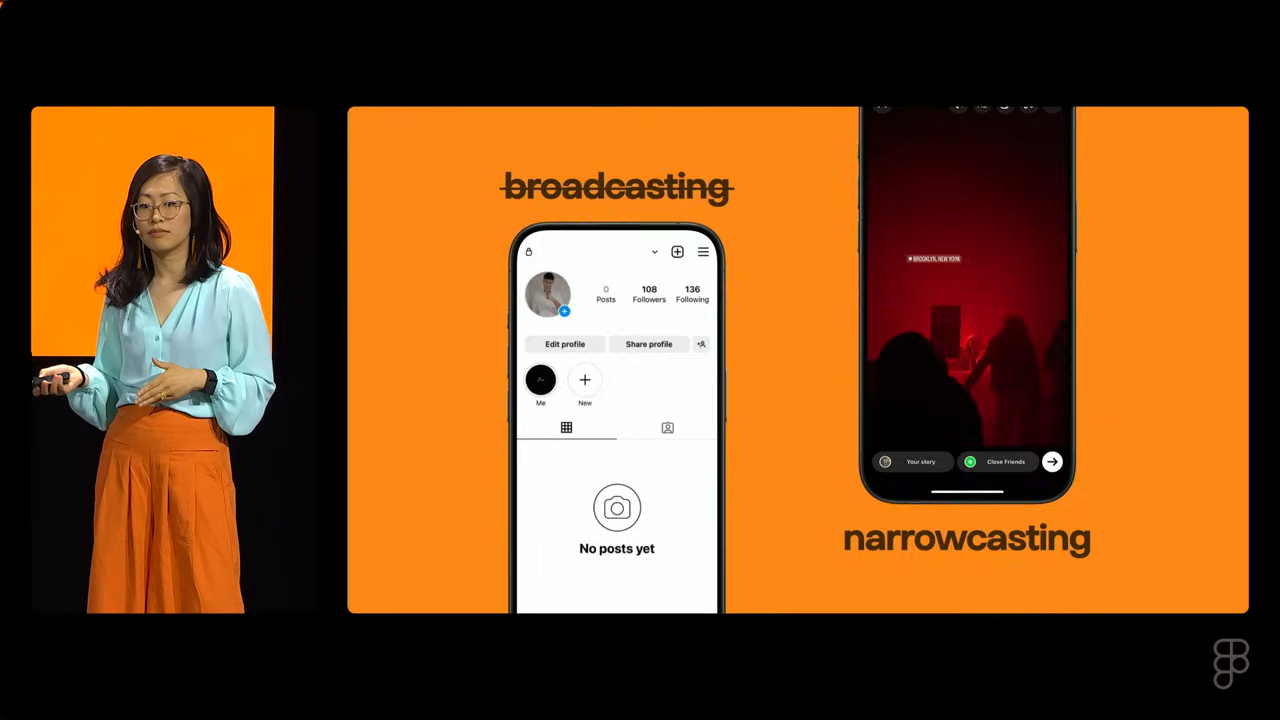 broadcasting
0
108
136
Posts
Followers
Following
Edit profile
Share profile
Me
New
No posts yet
BROOKLYN, NEW YORK
Your story
Close Friends
narrowcasting